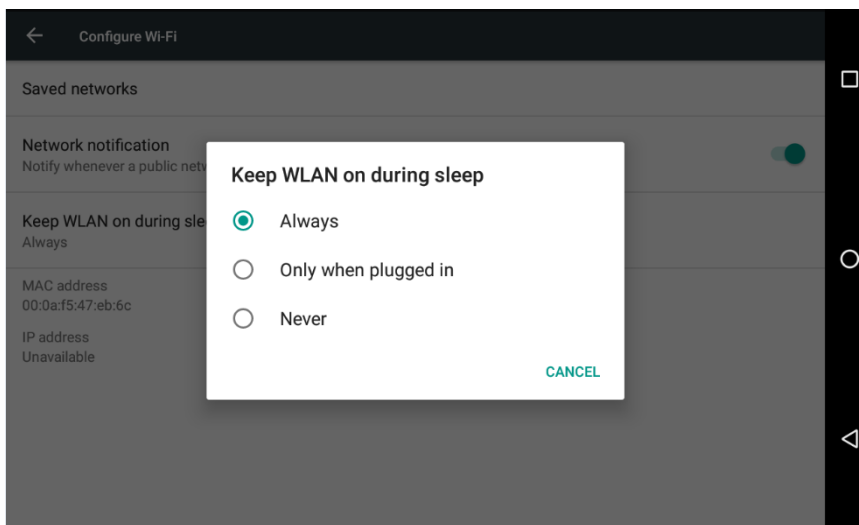 Configure Wi-Fi
Saved networks
Network notification
Notify whenever a public
Keep WLAN on during
Always
MAC address
00:0a:f5:47:eb:6c
IP address
Unavailable
Keep WLAN on during sleep
Always
Only when plugged in
Never
CANCEL